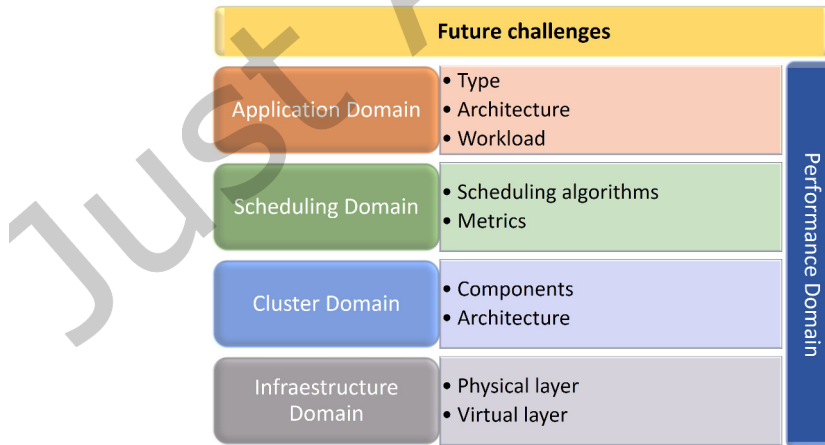 Future challenges
Application Domain
• Type
• Architecture
• Workload
Scheduling Domain
• Scheduling algorithms
• Metrics
Cluster Domain
• Components
• Architecture
Infraestructure
Domain
• Physical layer
• Virtual layer
Performance Domain
Just A